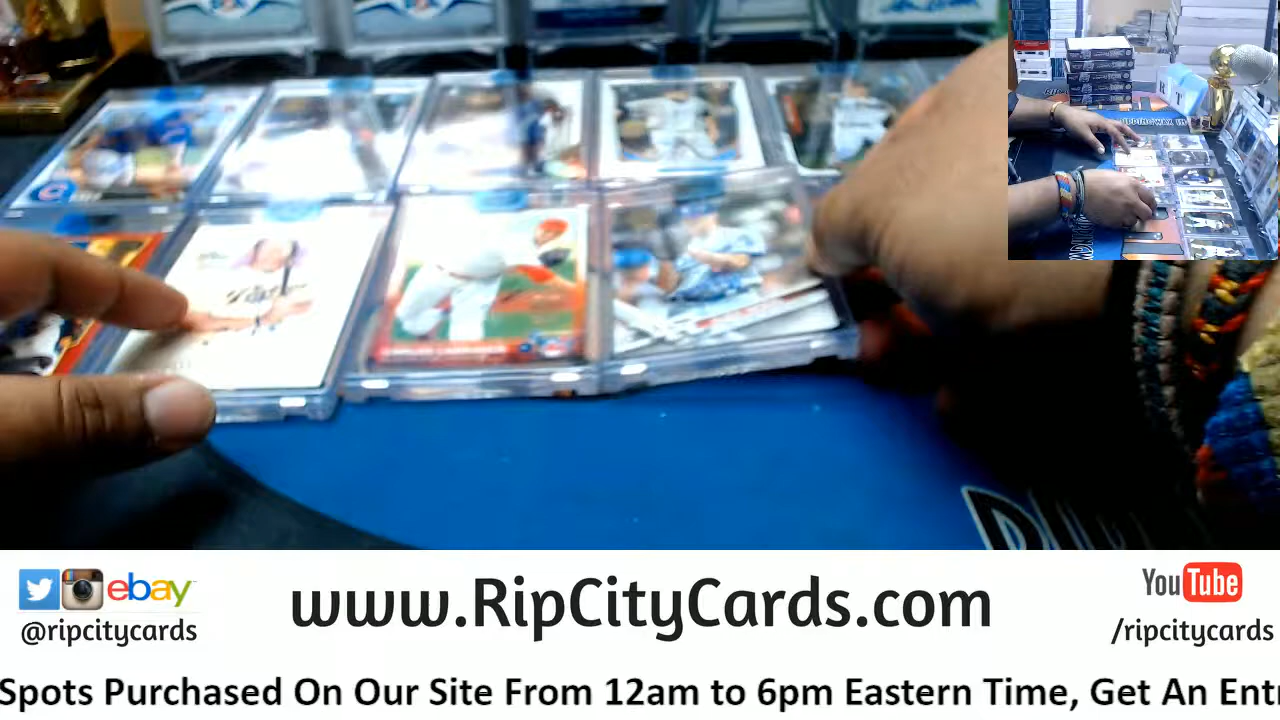 ebay
@ripcitycards
www.RipCityCards.com
YouTube
/ripcitycards
Spots Purchased On Our Site From 12am to 6pm Eastern Time, Get An Entr